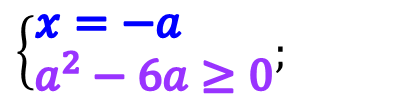 x = −a
a² − 6a ≥ 0;